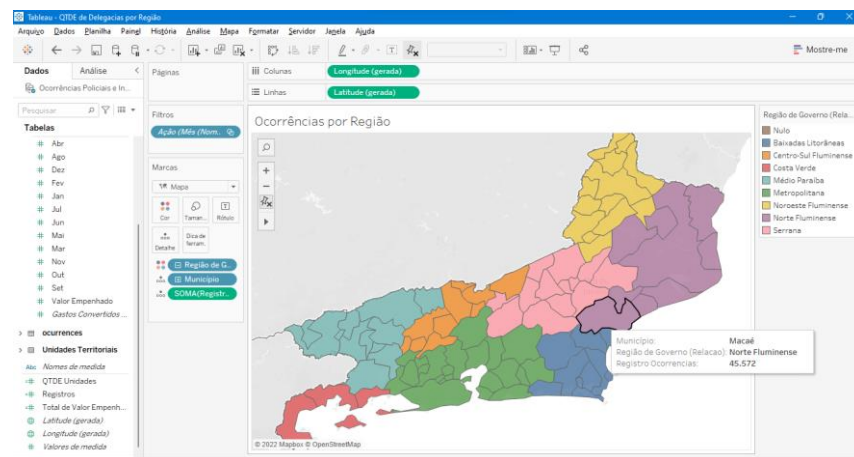 Tableau - QTDE de Delegacias por Região
Arquivo Dados Planilha Painel História Análise Mapa Formatar Servidor Janela Ajuda
Mostre-me
Dados Análise
Ocorrências Policiais e In...
Pesquisar
Tabelas
Abr
Ago
Dez
Fev
Jan
Jul
Jun
Mai
Mar
Nov
Out
Set
Valor Empenhado
Gastos Convertidos ...
ocurrences
Unidades Territoriais
Abc Nomes de medida
QTDE Unidades
Registros
Total de Valor Empenh...
Latitude (gerada)
Longitude (gerada)
Valores de medida
Páginas
Filtros
Ação (Mês (Nom..
Marcas
Mapa
Cor Taman... Rótulo
Detalhe Dica de ferram.
Região de G..
Município
SOMA(Registr..
Colunas Longitude (gerada)
Linhas Latitude (gerada)
Ocorrências por Região
Município: Macaé
Região de Governo (Relacao): Norte Fluminense
Registro Ocorrencias: 45.572
© 2022 Mapbox © OpenStreetMap
Região de Governo (Rela...
Nulo
Baixadas Litorâneas
Centro-Sul Fluminense
Costa Verde
Médio Paraíba
Metropolitana
Noroeste Fluminense
Norte Fluminense
Serrana